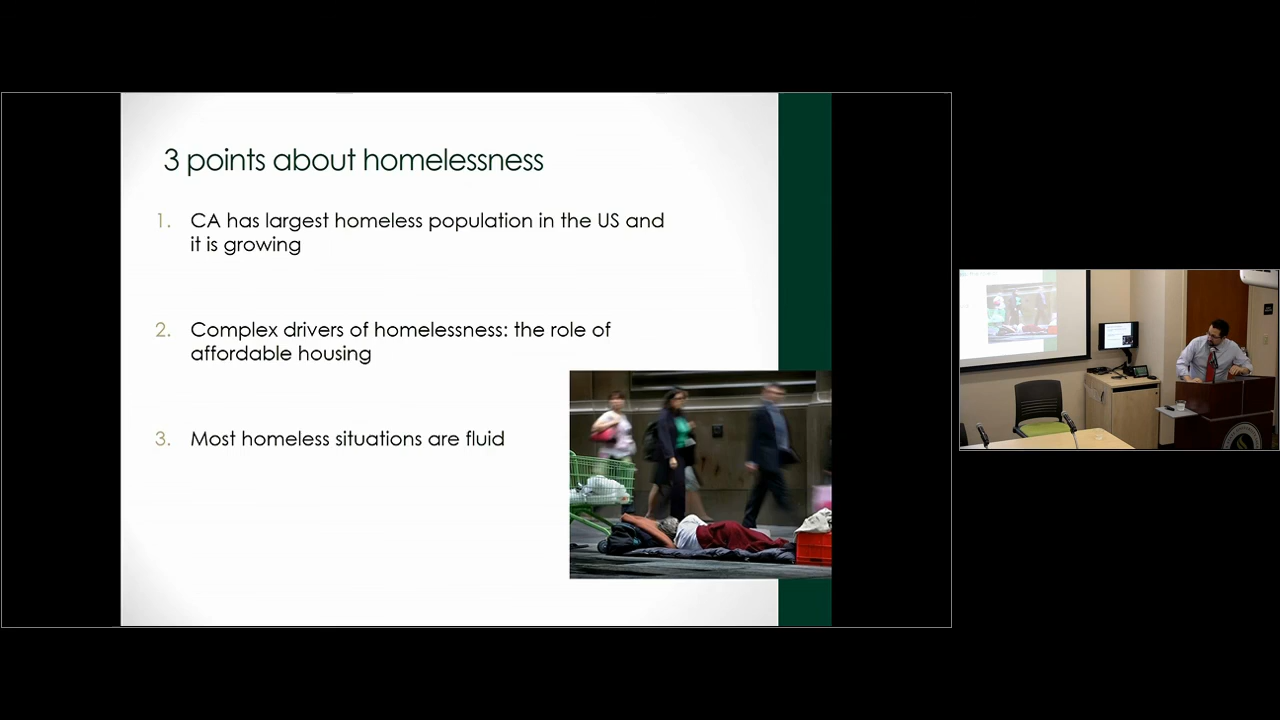 3 points about homelessness
1. CA has largest homeless population in the US and
it is growing
2. Complex drivers of homelessness: the role of
affordable housing
3. Most homeless situations are fluid